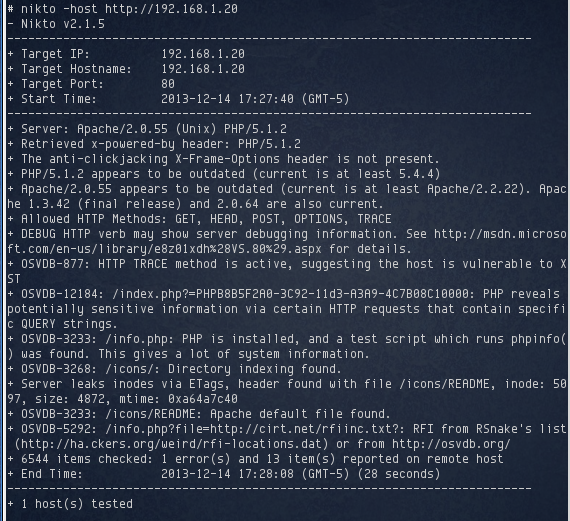 # nikto -host http://192.168.1.20
- Nikto v2.1.5
---------------------------------------------------------------------------
+ Target IP:          192.168.1.20
+ Target Hostname:    192.168.1.20
+ Target Port:        80
+ Start Time:         2013-12-14 17:27:40 (GMT-5)
---------------------------------------------------------------------------
+ Server: Apache/2.0.55 (Unix) PHP/5.1.2
+ Retrieved x-powered-by header: PHP/5.1.2
+ The anti-clickjacking X-Frame-Options header is not present.
+ PHP/5.1.2 appears to be outdated (current is at least 5.4.4)
+ Apache/2.0.55 appears to be outdated (current is at least Apache/2.2.22). Apac
he 1.3.42 (final release) and 2.0.64 are also current.
+ Allowed HTTP Methods: GET, HEAD, POST, OPTIONS, TRACE
+ DEBUG HTTP verb may show server debugging information. See http://msdn.microso
ft.com/en-us/library/e8z01xdh%28VS.80%29.aspx for details.
+ OSVDB-877: HTTP TRACE method is active, suggesting the host is vulnerable to X
ST
+ OSVDB-12184: /index.php?=PHPB8B5F2A0-3C92-11d3-A3A9-4C7B08C10000: PHP reveals
potentially sensitive information via certain HTTP requests that contain specifi
c QUERY strings.
+ OSVDB-3233: /info.php: PHP is installed, and a test script which runs phpinfo(
) was found. This gives a lot of system information.
+ OSVDB-3268: /icons/: Directory indexing found.
+ Server leaks inodes via ETags, header found with file /icons/README, inode: 50
97, size: 4872, mtime: 0xa64a7c40
+ OSVDB-3233: /icons/README: Apache default file found.
+ OSVDB-5292: /info.php?file=http://cirt.net/rfiinc.txt?: RFI from RSnake's list
(http://ha.ckers.org/weird/rfi-locations.dat) or from http://osvdb.org/
+ 6544 items checked: 1 error(s) and 13 item(s) reported on remote host
+ End Time:           2013-12-14 17:28:08 (GMT-5) (28 seconds)
---------------------------------------------------------------------------
+ 1 host(s) tested